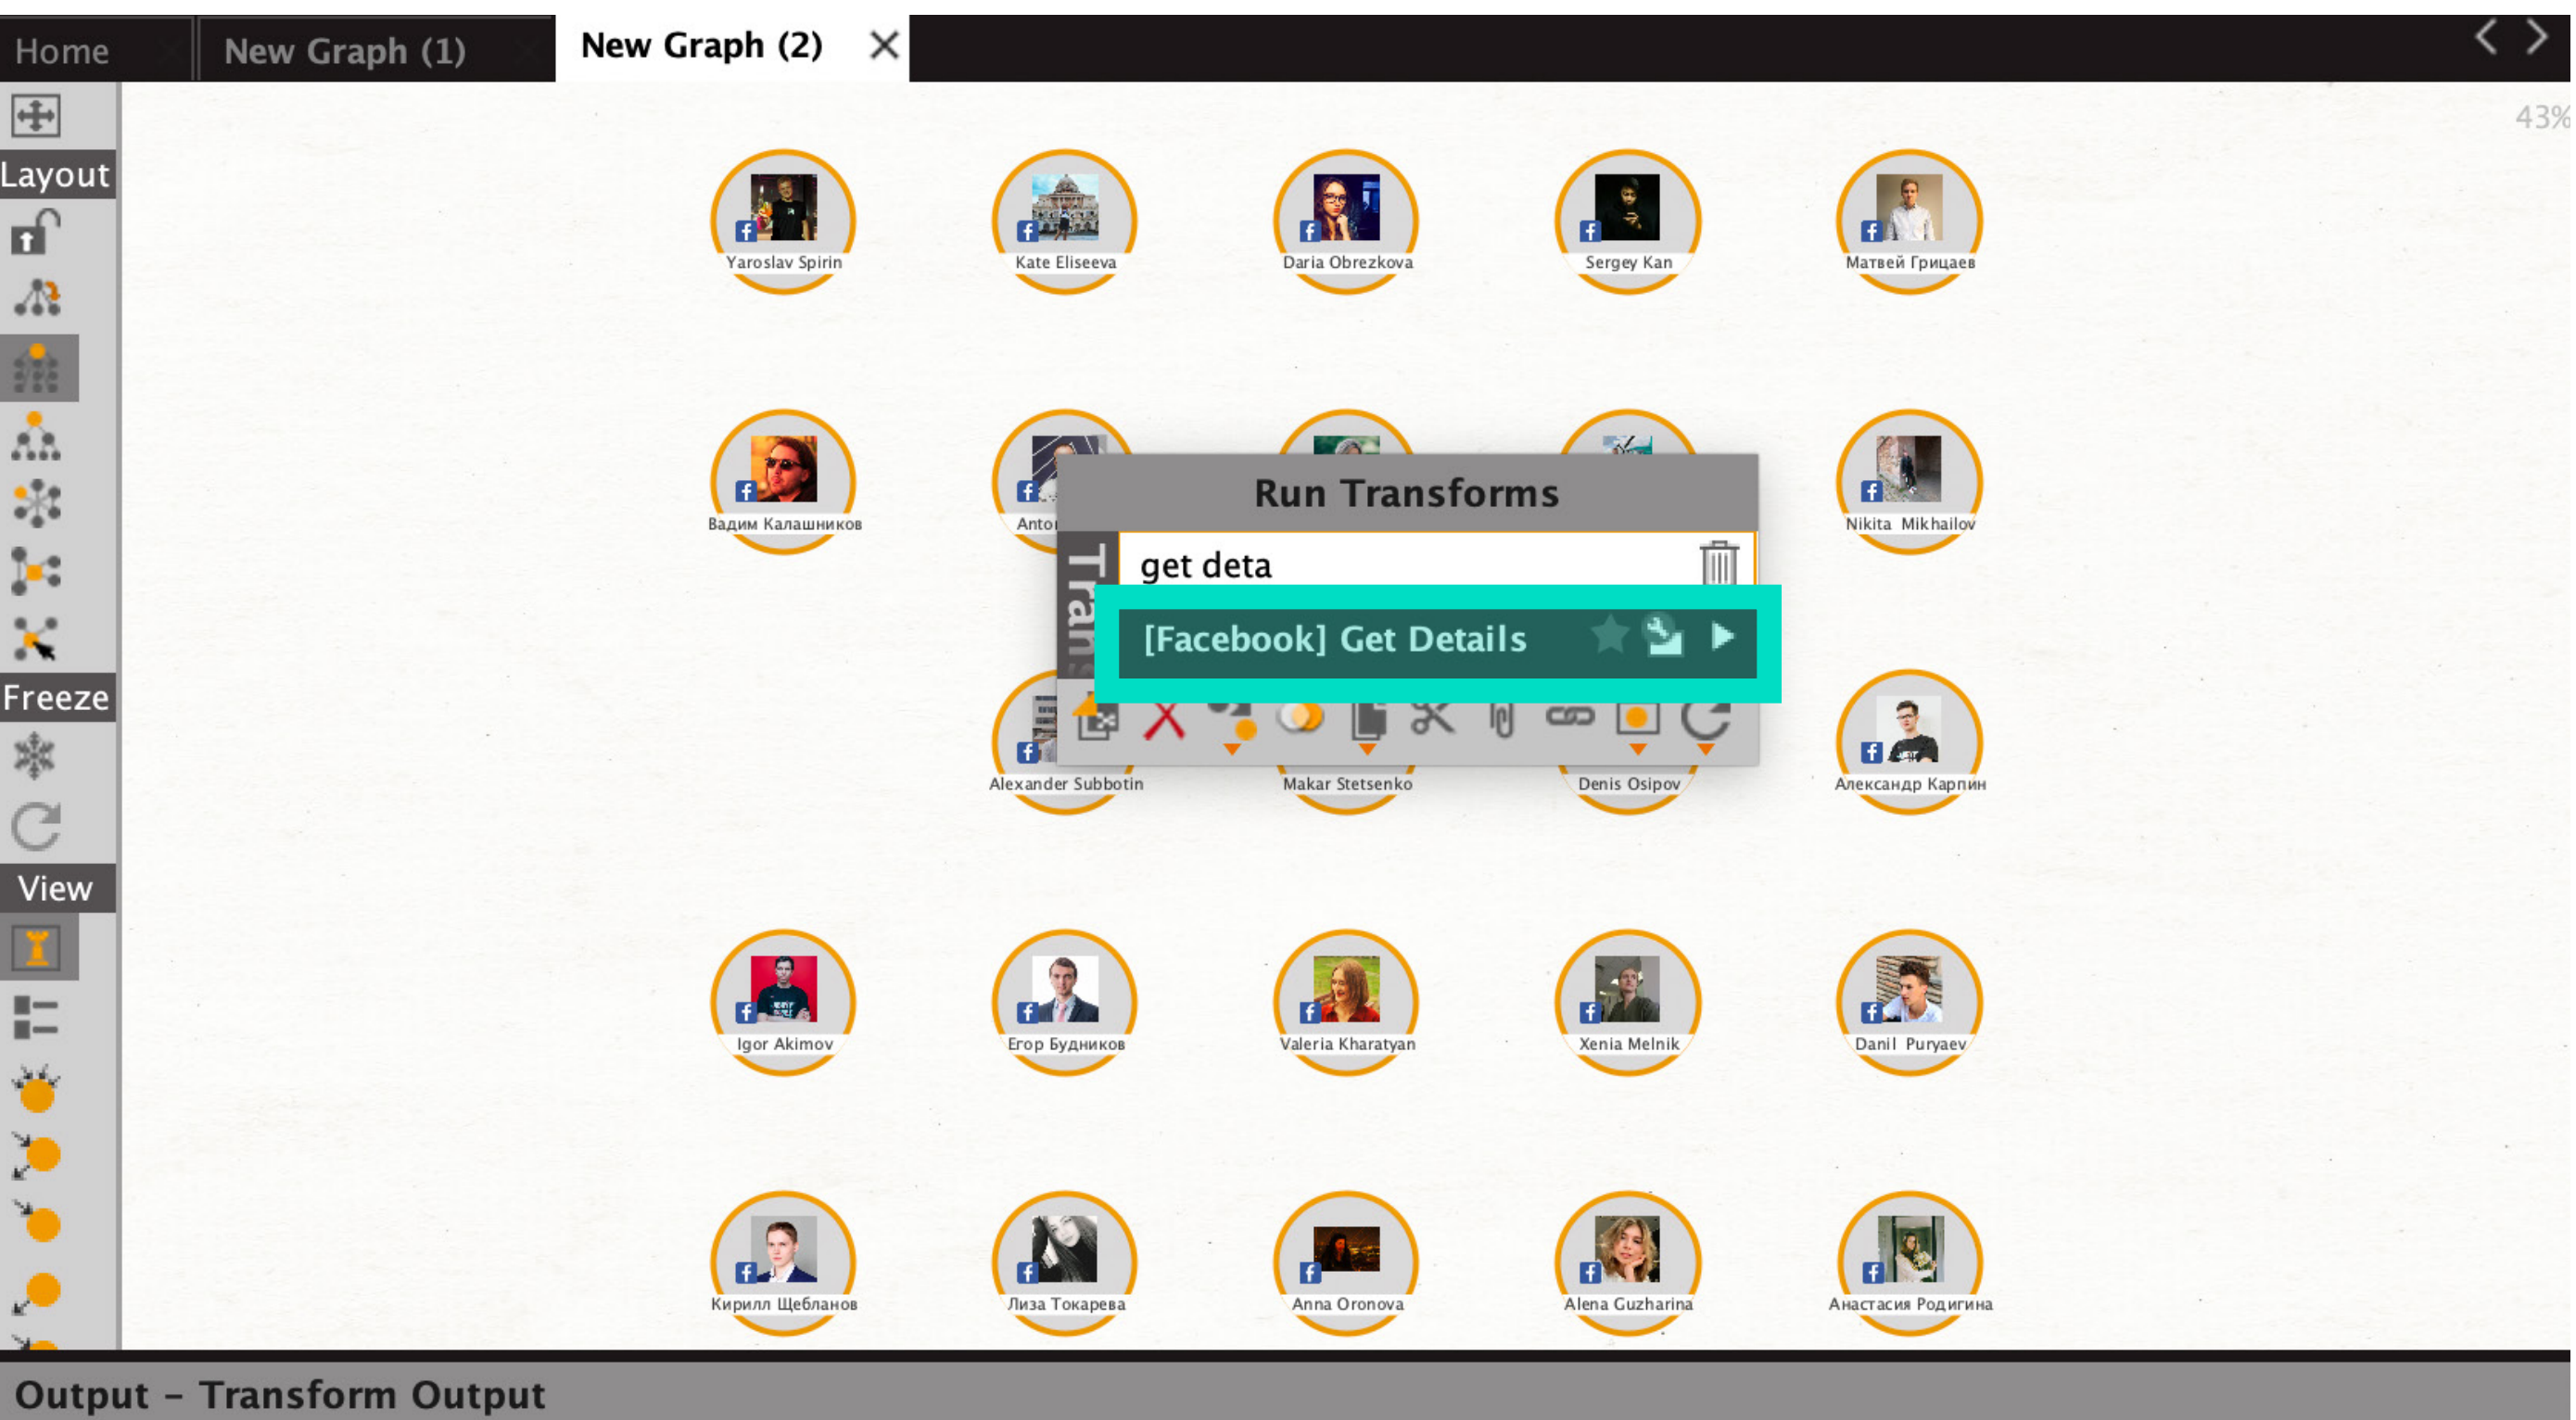 Home
New Graph (1)
New Graph (2)
43%
Layout
Yaroslav Spirin
Kate Eliseeva
Daria Obrezkova
Sergey Kan
Матвей Грицаев
Run Transforms
Вадим Калашников
Nikita Mikhailov
get deta
Trans
[Facebook] Get Details
Freeze
Alexander Subbotin
Makar Stetsenko
Denis Osipov
Александр Карпин
View
Igor Akimov
Егор Будников
Valeria Kharatyan
Xenia Melnik
Danil Puryaev
Кирилл Щебланов
Лиза Токарева
Anna Oronova
Alena Guzharina
Анастасия Родигина
Output – Transform Output